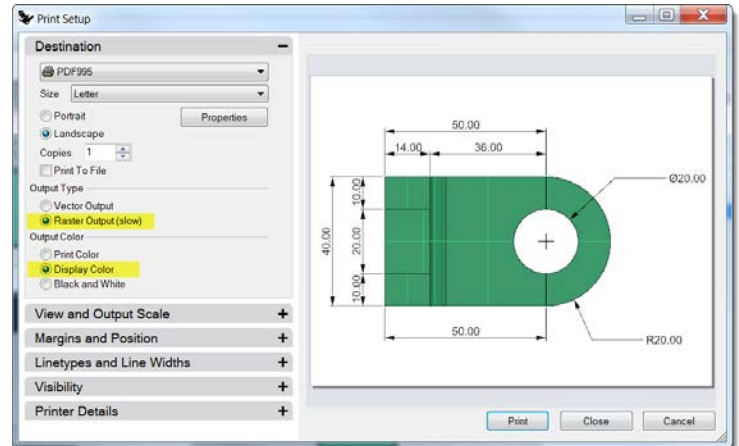 Print Setup
Destination
PDF995
Size Letter
Portrait Properties
Landscape
Copies 1
Print To File
Output Type
Vector Output
Raster Output (slow)
Output Color
Print Color
Display Color
Black and White
View and Output Scale
Margins and Position
Linetypes and Line Widths
Visibility
Printer Details
50.00
14.00 36.00
Ø20.00
10.00
40.00
20.00
10.00
50.00
R20.00
Print Close Cancel